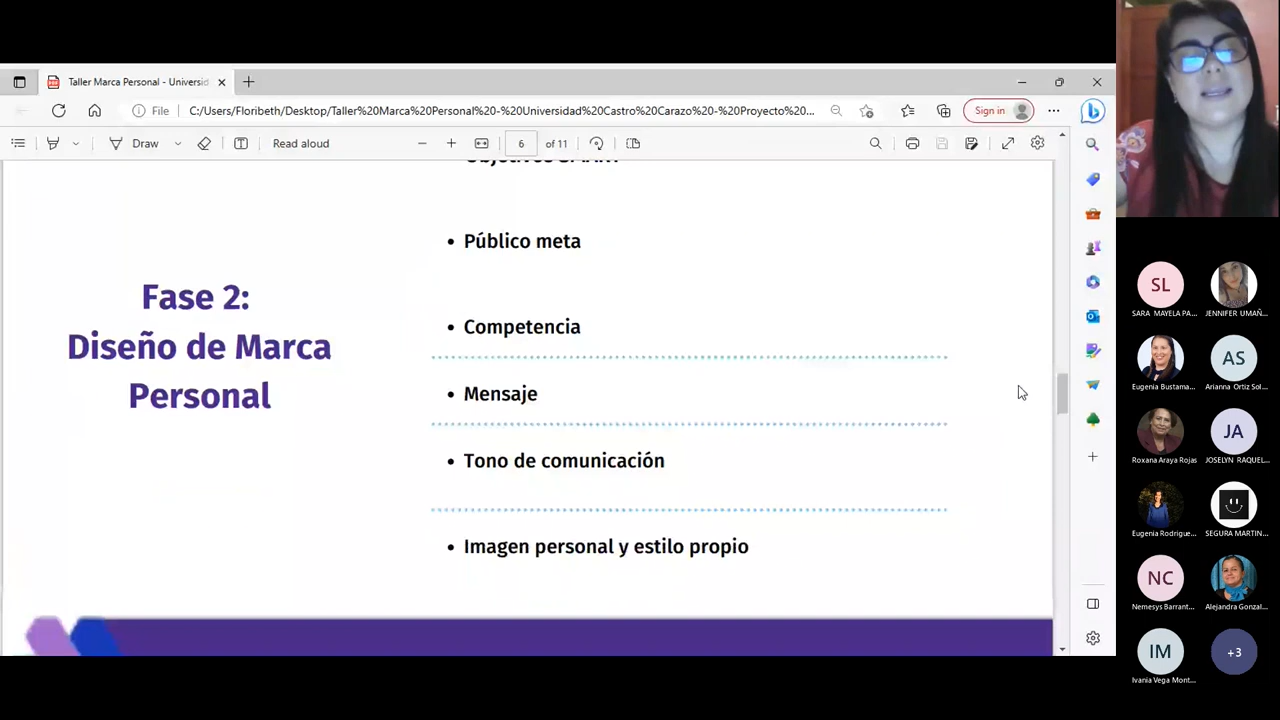 Taller Marca Personal - Universid
File
C:/Users/Floribeth/Desktop/Taller%20Marca%20Personal%20-%20Universidad%20Castro%20Carazo%20-%20Proyecto%20...
Sign in
Draw
Read aloud
6
of 11
Fase 2:
Diseño de Marca
Personal
• Público meta
• Competencia
• Mensaje
• Tono de comunicación
• Imagen personal y estilo propio
SL
SARA MAYELA PA...
JENNIFER UMAÑ...
Eugenia Bustama...
AS
Arianna Ortiz Sol...
Roxana Araya Rojas
JA
JOSELYN RAQUEL...
Eugenia Rodrigue...
SEGURA MARTIN...
NC
Nemesys Barrant...
Alejandra Gonzal...
IM
Ivania Vega Mont...
+3